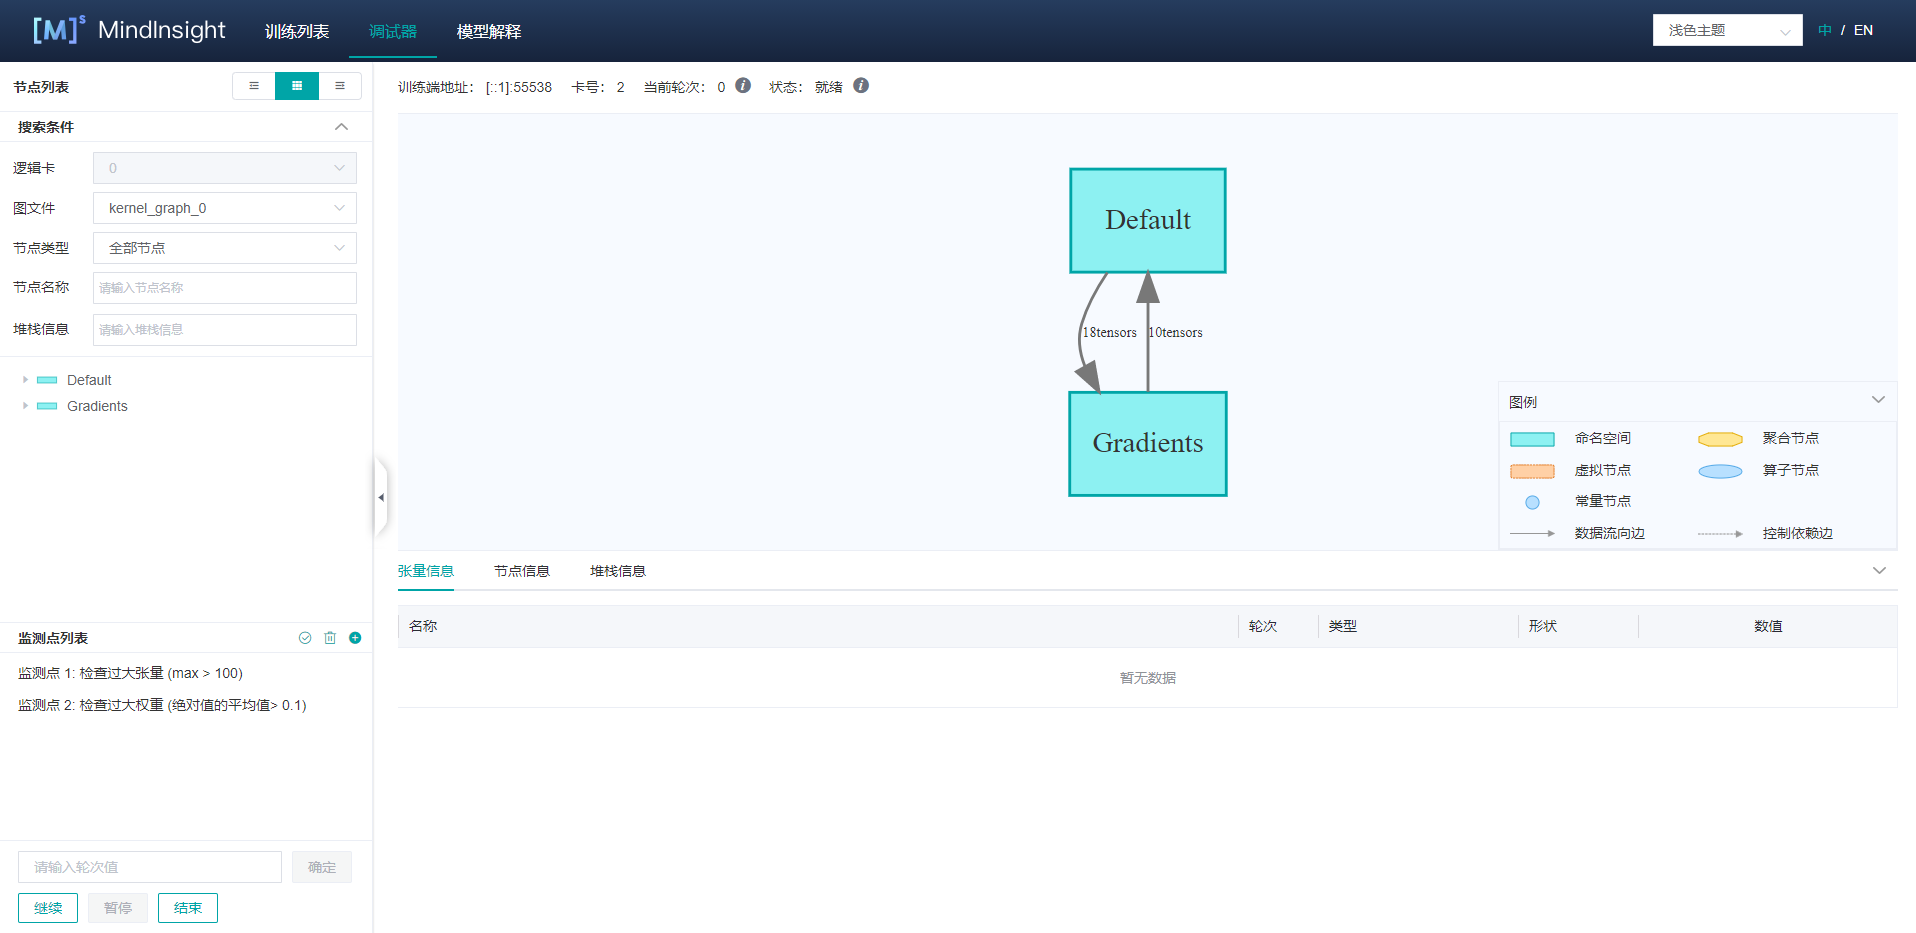 [M]s MindInsight 训练列表 调试器 模型解释 浅色主题 中 / EN
节点列表
训练端地址： [::1]:55538 卡号： 2 当前轮次： 0 状态： 就绪
搜索条件
逻辑卡 0
图文件 kernel_graph_0
节点类型 全部节点
节点名称 请输入节点名称
堆栈信息 请输入堆栈信息
Default
Gradients
监测点列表
监测点 1: 检查过大张量 (max > 100)
监测点 2: 检查过大权重 (绝对值的平均值> 0.1)
请输入轮次值 确定
继续 暂停 结束
Default
18tensors 10tensors
Gradients
图例
命名空间 聚合节点
虚拟节点 算子节点
常量节点
数据流向边 控制依赖边
张量信息 节点信息 堆栈信息
名称 轮次 类型 形状 数值
暂无数据